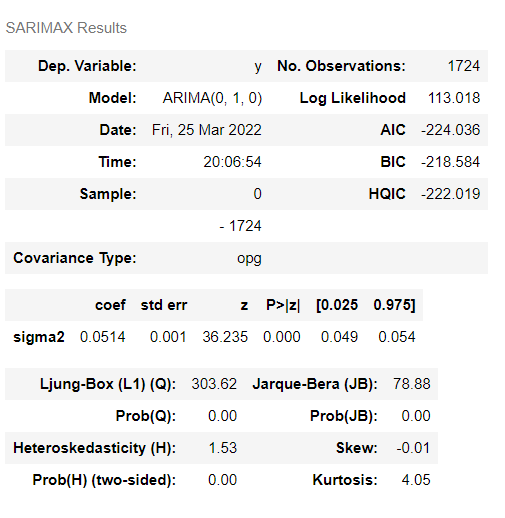 SARIMAX Results
Dep. Variable: y No. Observations: 1724
Model: ARIMA(0, 1, 0) Log Likelihood 113.018
Date: Fri, 25 Mar 2022 AIC -224.036
Time: 20:06:54 BIC -218.584
Sample: 0 HQIC -222.019
- 1724
Covariance Type: opg
coef std err z P>|z| [0.025 0.975]
sigma2 0.0514 0.001 36.235 0.000 0.049 0.054
Ljung-Box (L1) (Q): 303.62 Jarque-Bera (JB): 78.88
Prob(Q): 0.00 Prob(JB): 0.00
Heteroskedasticity (H): 1.53 Skew: -0.01
Prob(H) (two-sided): 0.00 Kurtosis: 4.05